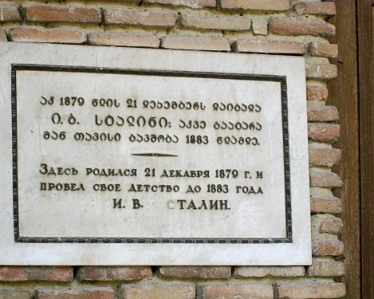 აქ 1879 წლის 21 დეკემბერს დაიბადა
ი. ბ. სტალინი; აქვე გაატარა
მან თავისი ბავშობა 1883 წლამდე.
Здесь родился 21 декабря 1879 г. и
провел свое детство до 1883 года
И. В. СТАЛИН.